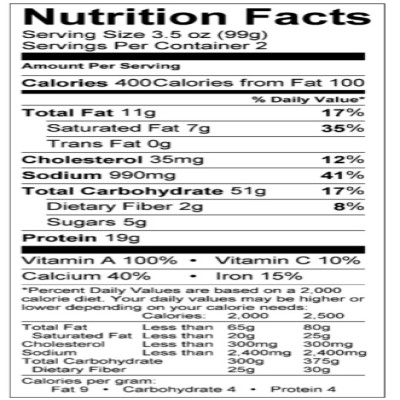 Nutrition Facts
Serving Size 3.5 oz (99g)
Servings Per Container 2
Amount Per Serving
Calories 400 Calories from Fat 100
% Daily Value*
Total Fat 11g 17%
Saturated Fat 7g 35%
Trans Fat 0g
Cholesterol 35mg 12%
Sodium 990mg 41%
Total Carbohydrate 51g 17%
Dietary Fiber 2g 8%
Sugars 5g
Protein 19g
Vitamin A 100% • Vitamin C 10%
Calcium 40% • Iron 15%
*Percent Daily Values are based on a 2,000
calorie diet. Your daily values may be higher or
lower depending on your calorie needs:
Calories: 2,000 2,500
Total Fat Less than 65g 80g
Saturated Fat Less than 20g 25g
Cholesterol Less than 300mg 300mg
Sodium Less than 2,400mg 2,400mg
Total Carbohydrate 300g 375g
Dietary Fiber 25g 30g
Calories per gram:
Fat 9 • Carbohydrate 4 • Protein 4